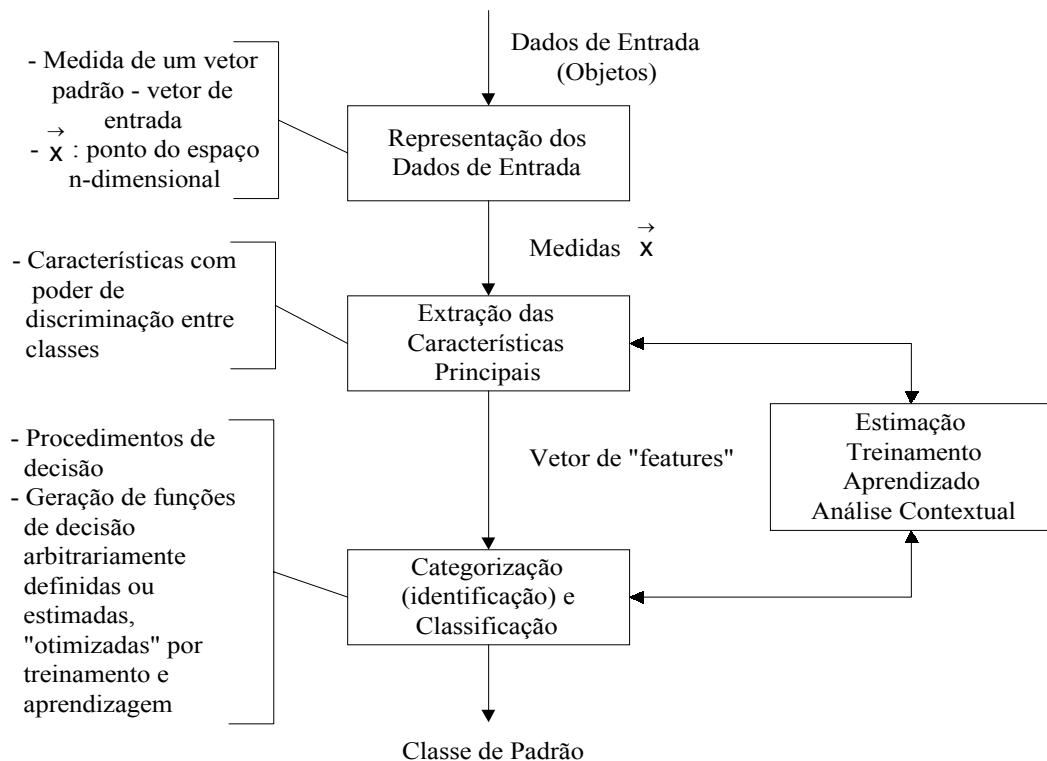 Dados de Entrada
(Objetos)
- Medida de um vetor
padrão - vetor de
entrada
- x : ponto do espaço
n-dimensional
Representação dos
Dados de Entrada
Medidas x
- Características com
poder de
discriminação entre
classes
Extração das
Características
Principais
Estimação
Treinamento
Aprendizado
Análise Contextual
Vetor de "features"
- Procedimentos de
decisão
- Geração de funções
de decisão
arbitrariamente
definidas ou
estimadas,
"otimizadas" por
treinamento e
aprendizagem
Categorização
(identificação) e
Classificação
Classe de Padrão